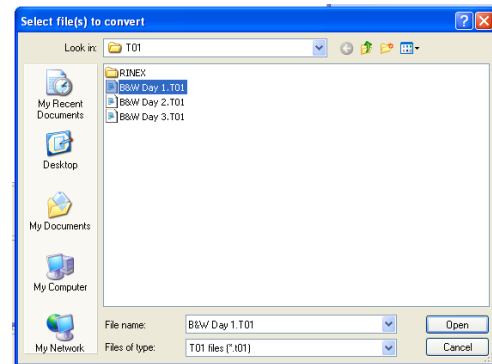 Select file(s) to convert
Look in: T01
RINEX
B&W Day 1.T01
B&W Day 2.T01
B&W Day 3.T01
My Recent
Documents
Desktop
My Documents
My Computer
My Network
File name: B&W Day 1.T01 Open
Files of type: T01 files (*.t01) Cancel